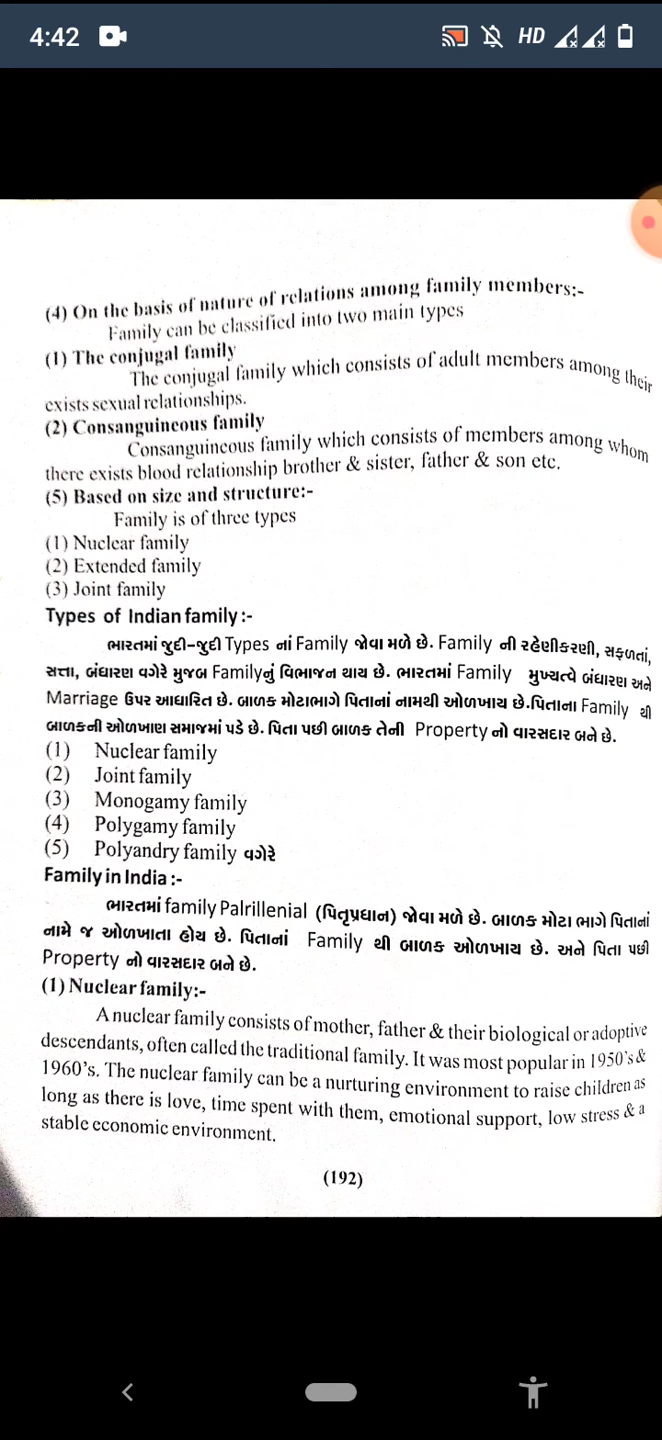 4:42
HD
(4) On the basis of nature of relations among family members:-
Family can be classified into two main types
(1) The conjugal family
The conjugal family which consists of adult members among their
exists sexual relationships.
(2) Consanguineous family
Consanguineous family which consists of members among whom
there exists blood relationship brother & sister, father & son etc.
(5) Based on size and structure:-
Family is of three types
(1) Nuclear family
(2) Extended family
(3) Joint family
Types of Indian family :-
ભારતમાં જુદી-જુદી Types નાં Family જોવા મળે છે. Family ની રહેણીકરણી, સફળતાં,
સત્તા, બંધારણ વગેરે મુજબ Familyનું વિભાજન થાય છે. ભારતમાં Family મુખ્યત્વે બંધારણ અને
Marriage ઉપર આધારિત છે. બાળક મોટાભાગે પિતાનાં નામથી ઓળખાય છે.પિતાના Family થી
બાળકની ઓળખાણ સમાજમાં પડે છે. પિતા પછી બાળક તેની Property નો વારસદાર બને છે.
(1) Nuclear family
(2) Joint family
(3) Monogamy family
(4) Polygamy family
(5) Polyandry family વગેરે
Family in India :-
ભારતમાં family Palrillenial (પિતૃપ્રધાન) જોવા મળે છે. બાળક મોટા ભાગે પિતાનાં
નામે જ ઓળખાતા હોય છે. પિતાનાં Family થી બાળક ઓળખાય છે. અને પિતા પછી
Property નો વારસદાર બને છે.
(1) Nuclear family:-
A nuclear family consists of mother, father & their biological or adoptive
descendants, often called the traditional family. It was most popular in 1950's &
1960's. The nuclear family can be a nurturing environment to raise children as
long as there is love, time spent with them, emotional support, low stress & a
stable economic environment.
(192)